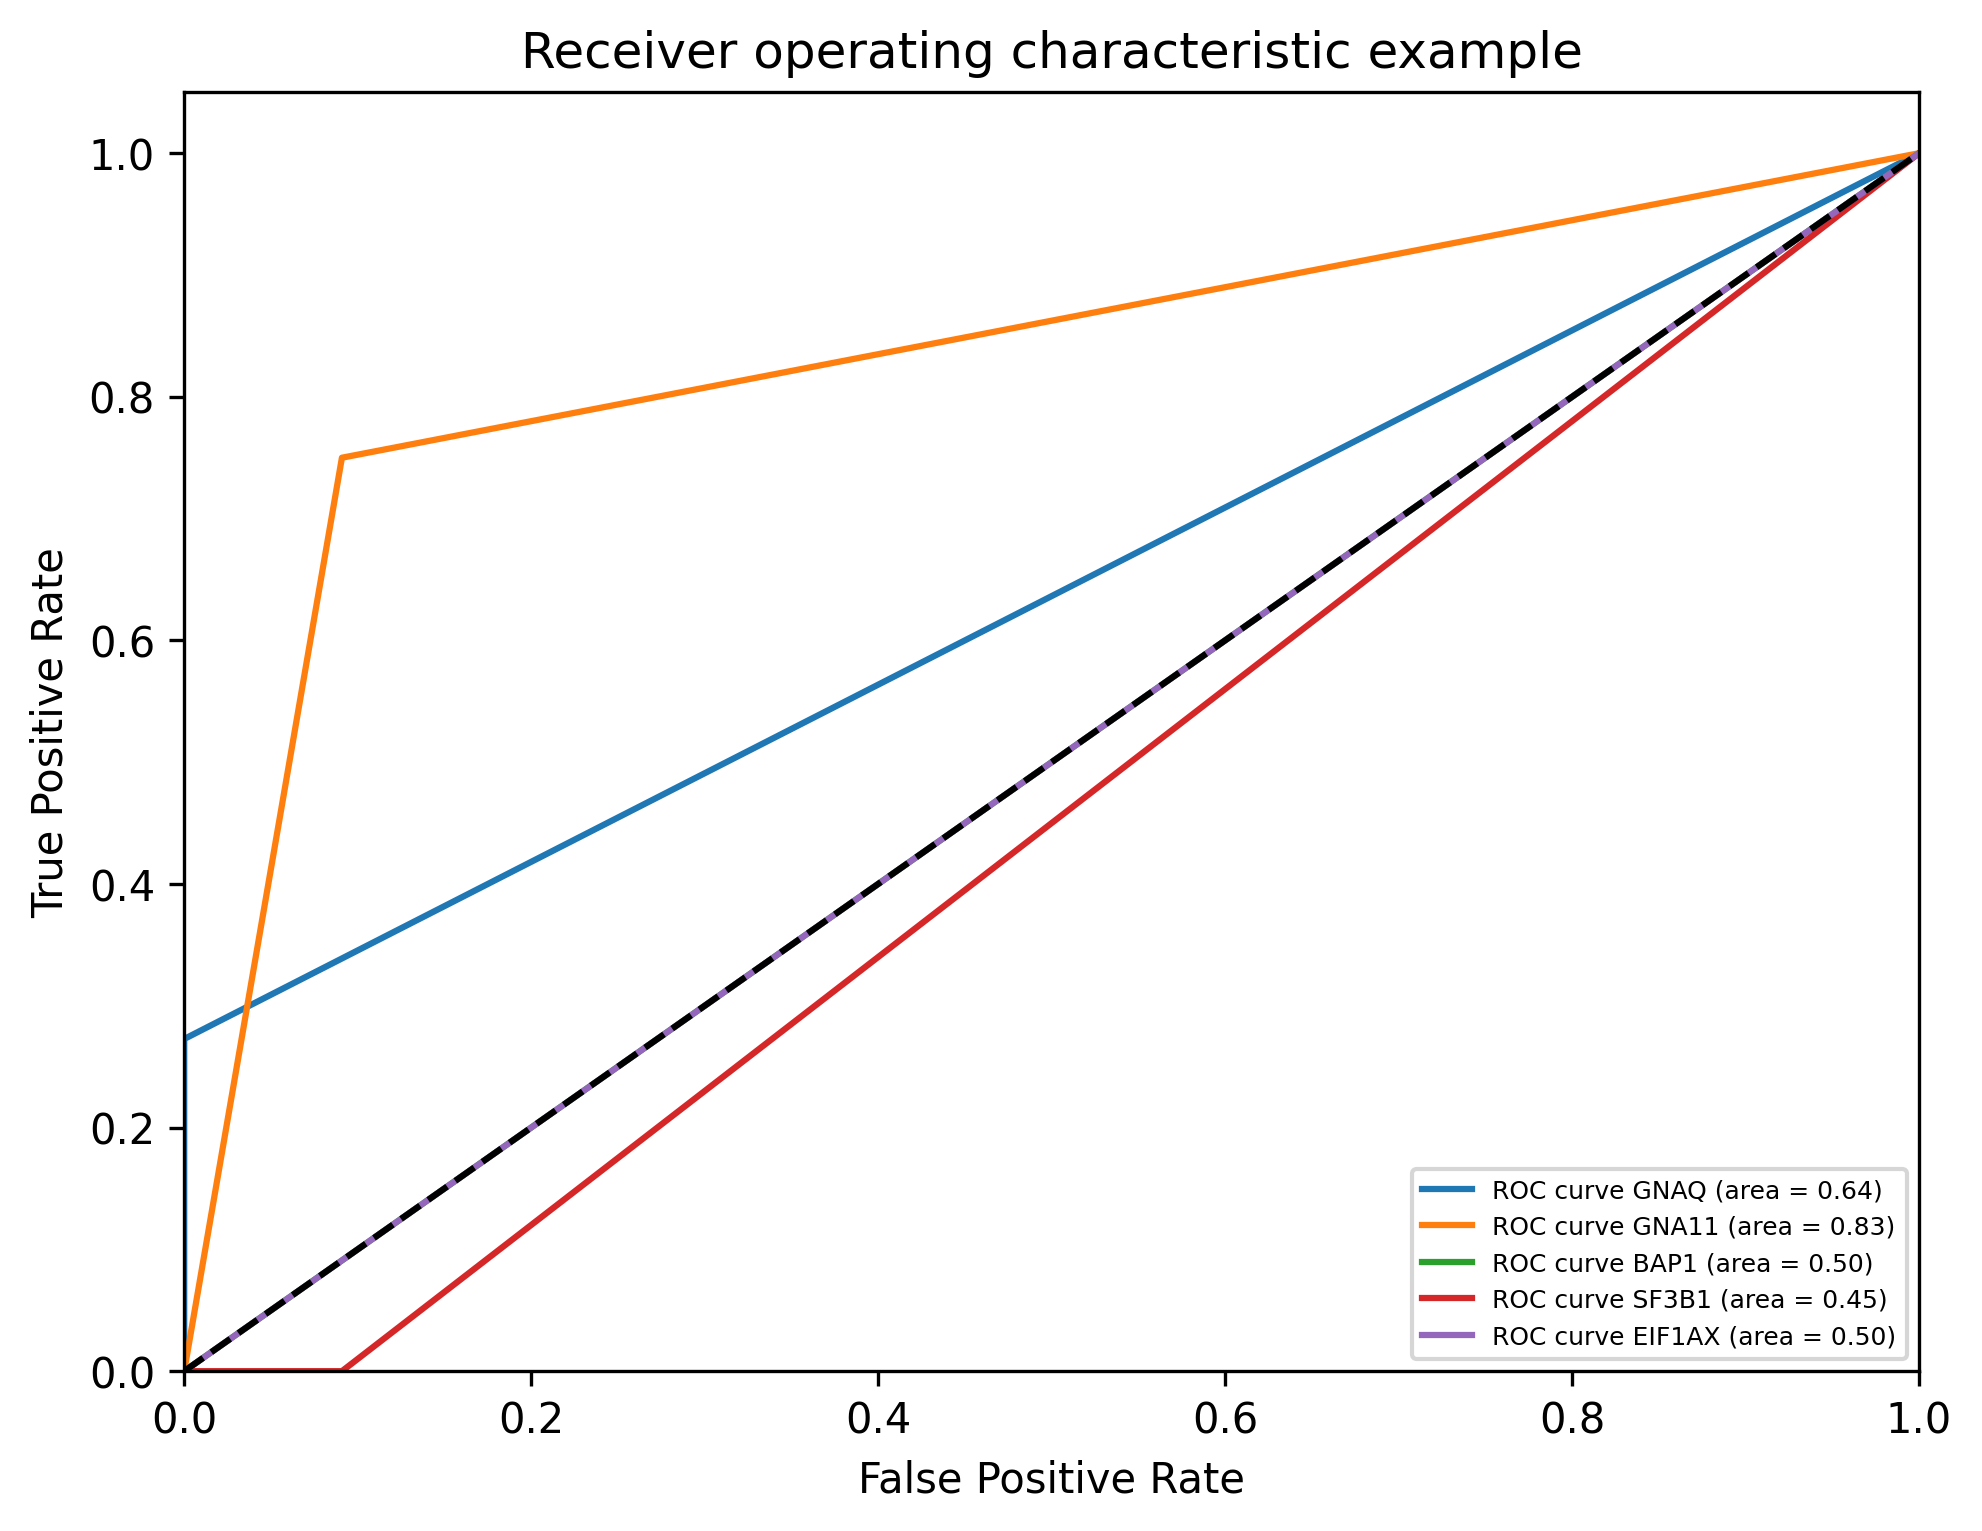 Receiver operating characteristic example
True Positive Rate
1.0
0.8
0.6
0.4
0.2
0.0
ROC curve GNAQ (area = 0.64)
ROC curve GNA11 (area = 0.83)
ROC curve BAP1 (area = 0.50)
ROC curve SF3B1 (area = 0.45)
ROC curve EIF1AX (area = 0.50)
0.0 0.2 0.4 0.6 0.8 1.0
False Positive Rate